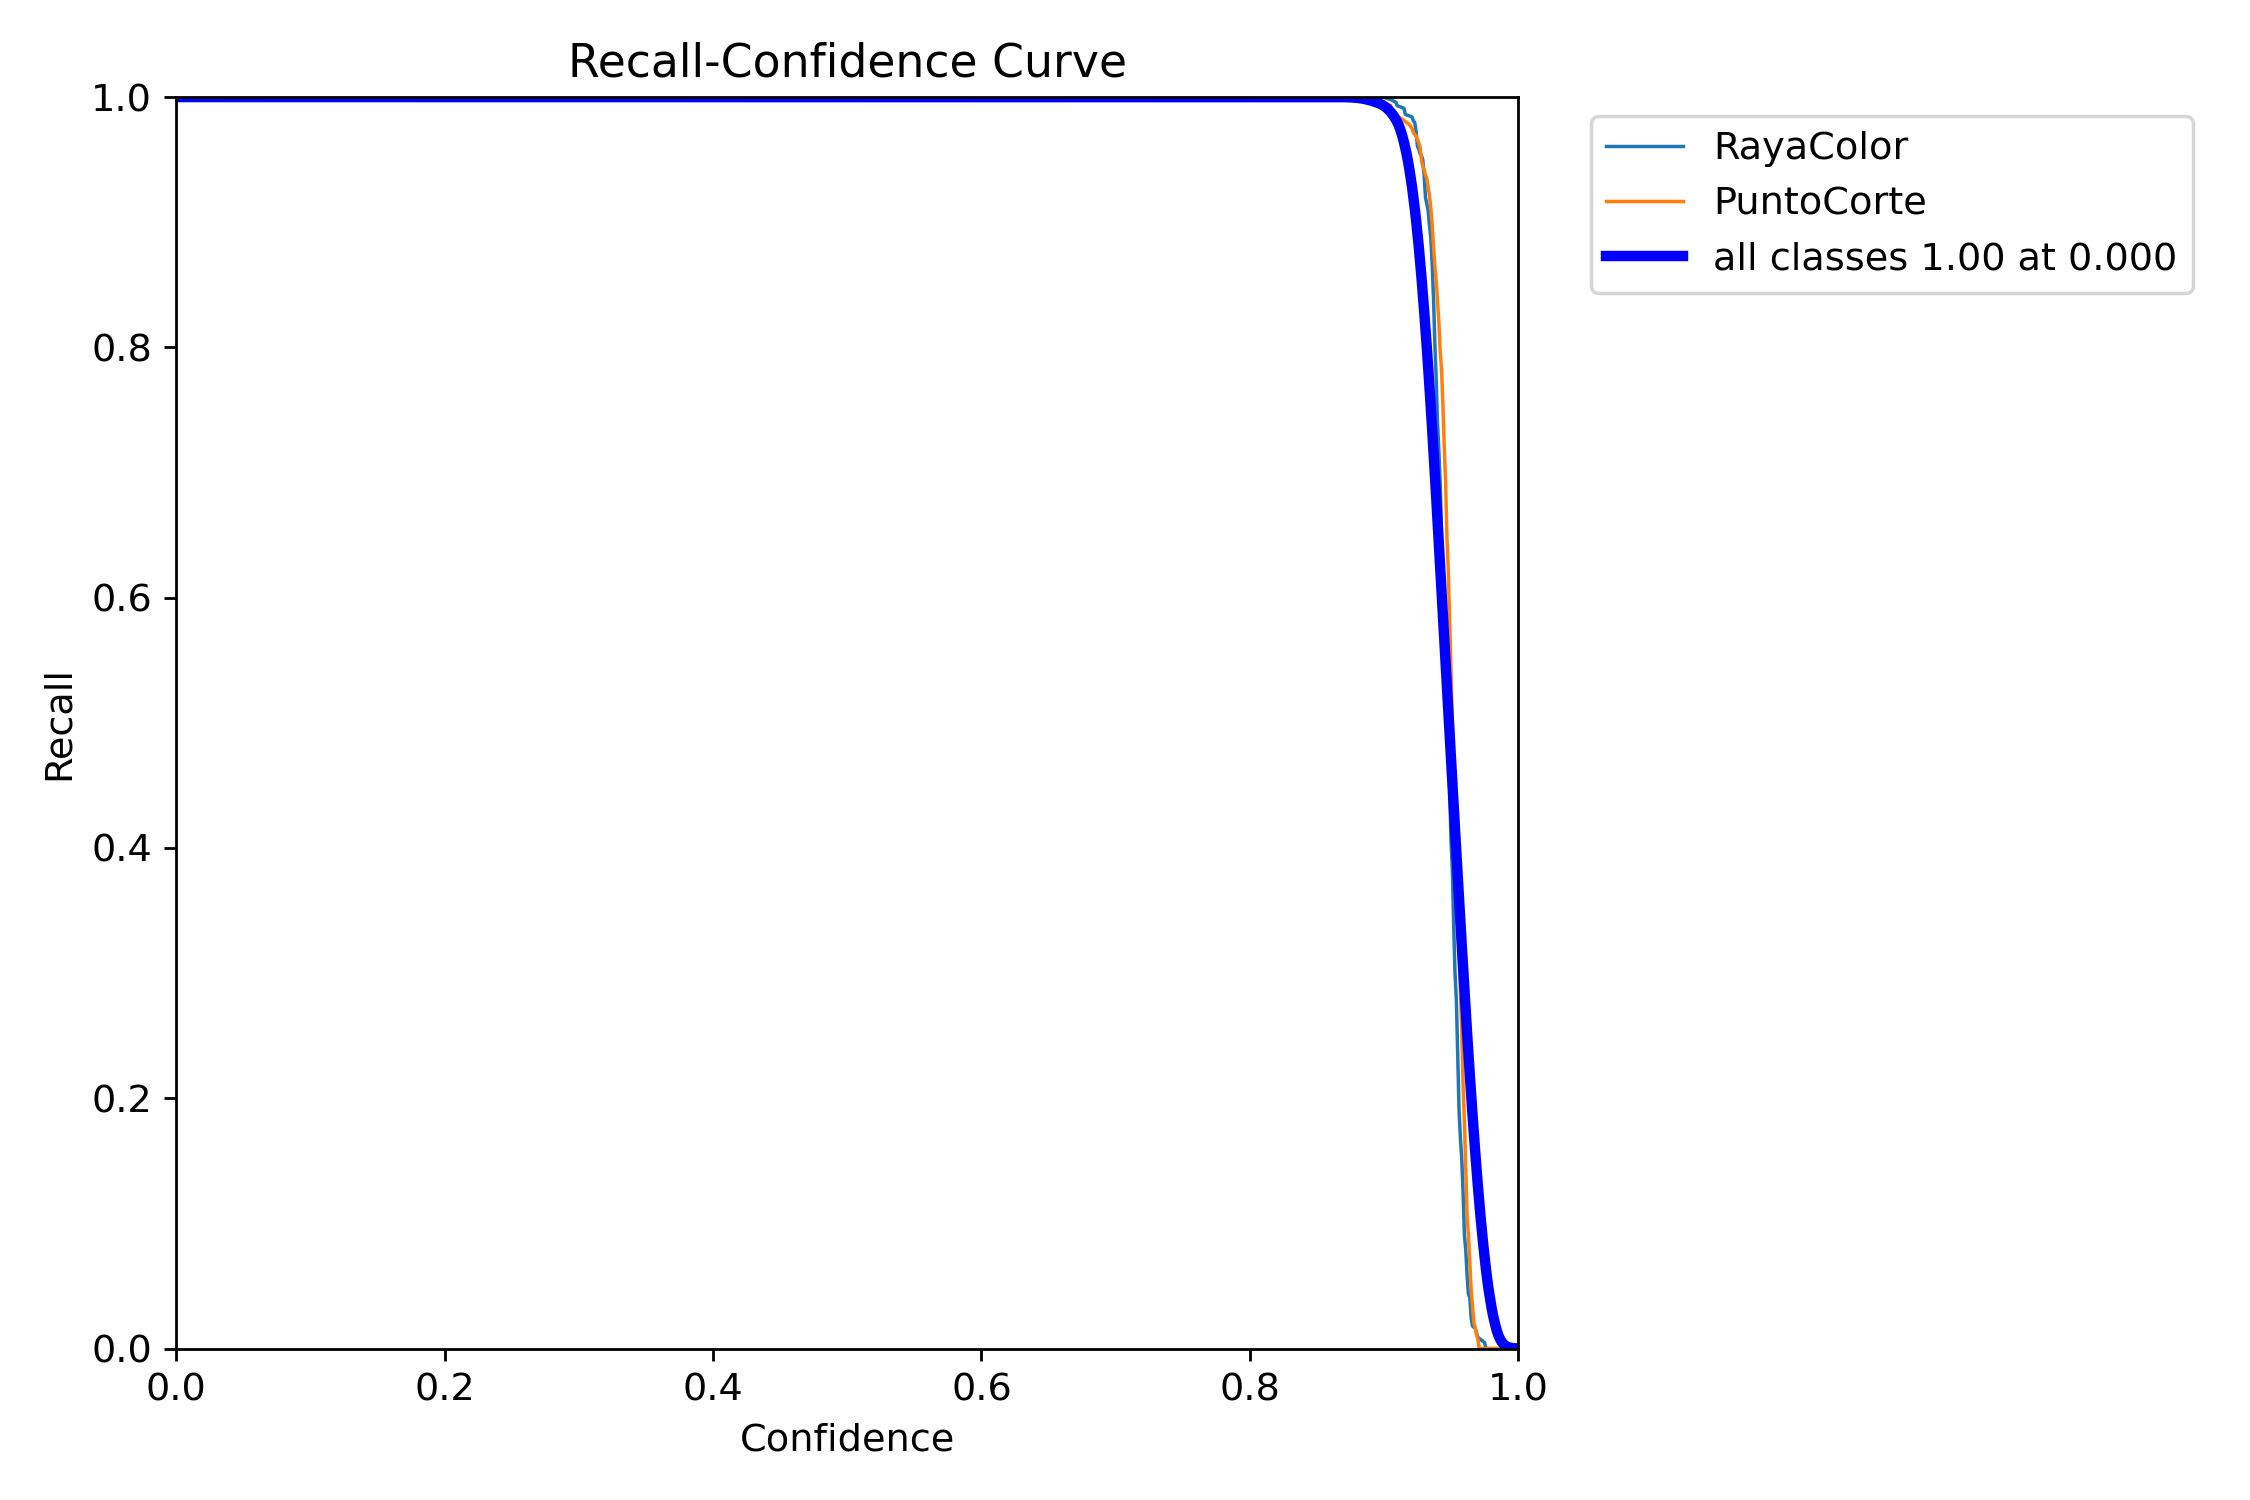 Recall-Confidence Curve
1.0
0.8
0.6
0.4
0.2
0.0
Recall
0.0 0.2 0.4 0.6 0.8 1.0
Confidence
RayaColor
PuntoCorte
all classes 1.00 at 0.000